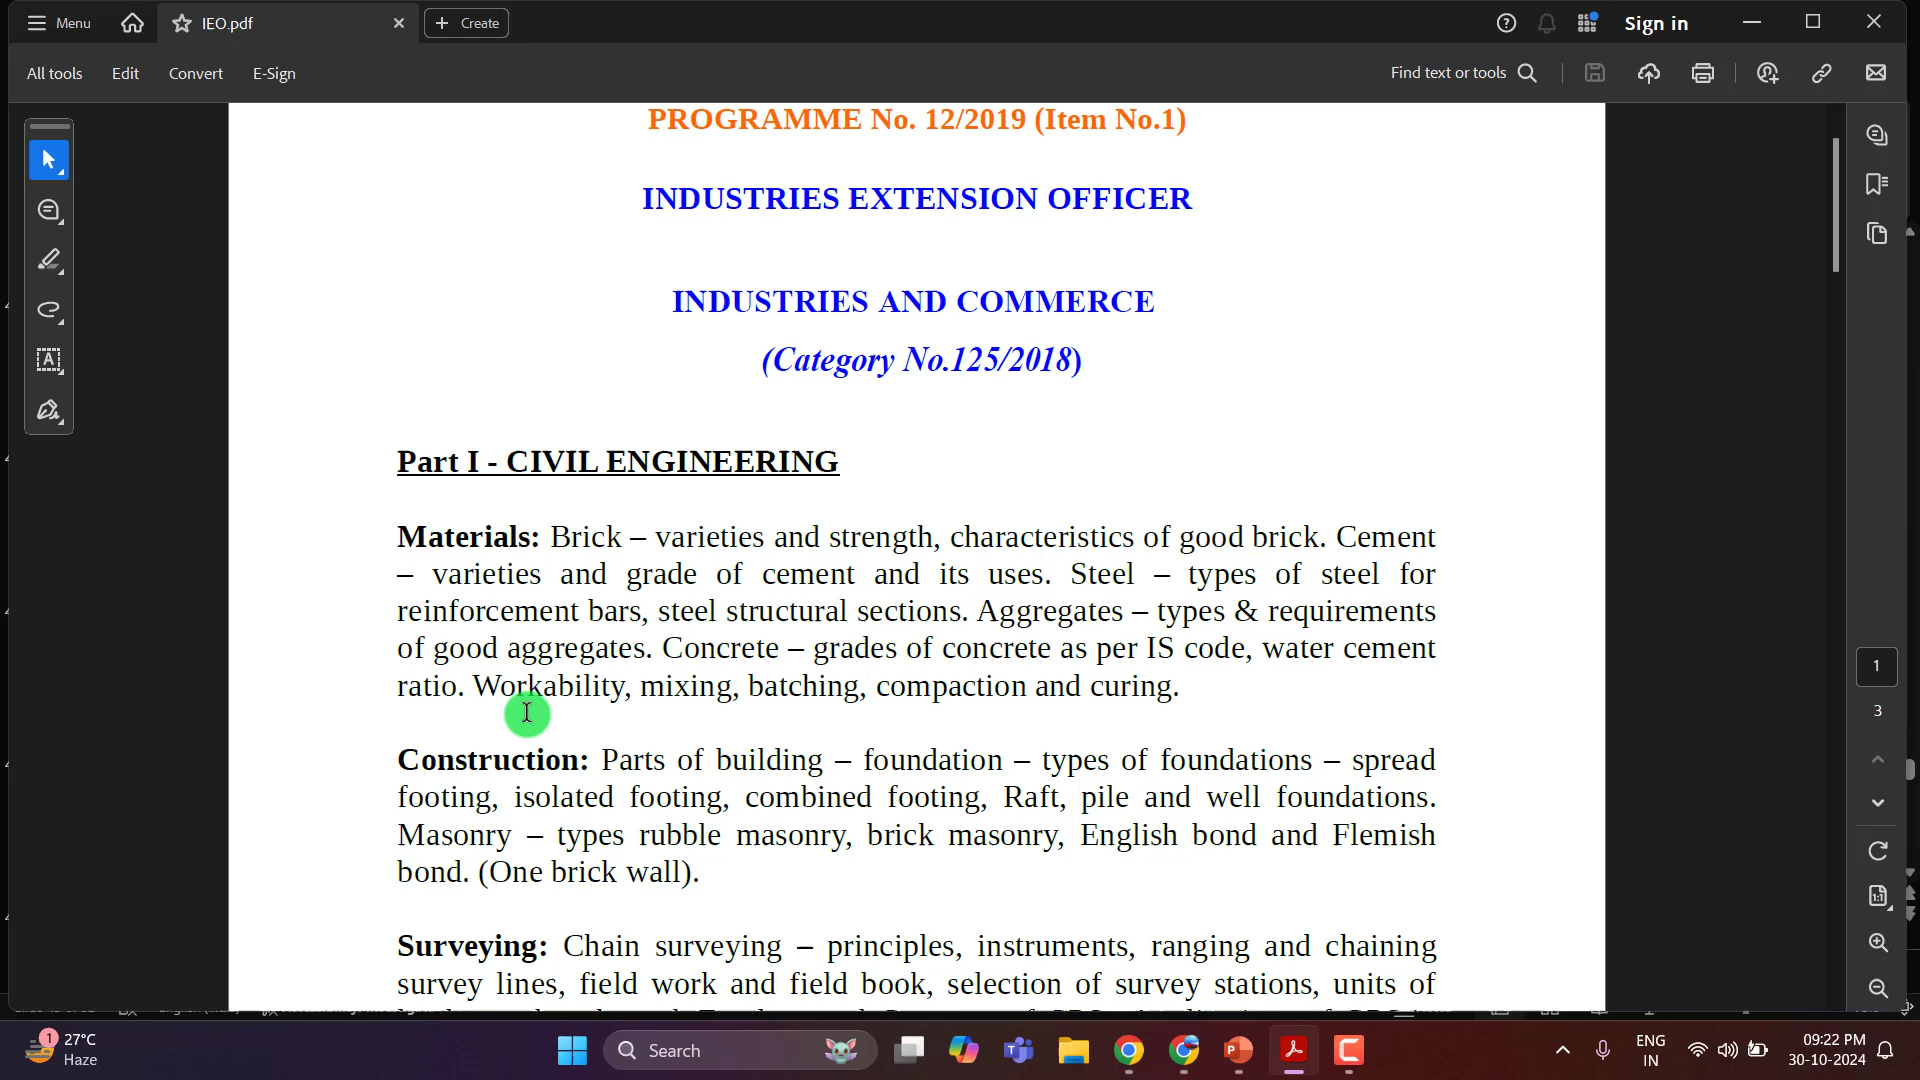 Menu
IEO.pdf
Create
Sign in
All tools
Edit
Convert
E-Sign
Find text or tools
PROGRAMME No. 12/2019 (Item No.1)
INDUSTRIES EXTENSION OFFICER
INDUSTRIES AND COMMERCE
(Category No.125/2018)
Part I - CIVIL ENGINEERING
Materials: Brick – varieties and strength, characteristics of good brick. Cement
– varieties and grade of cement and its uses. Steel – types of steel for
reinforcement bars, steel structural sections. Aggregates – types & requirements
of good aggregates. Concrete – grades of concrete as per IS code, water cement
ratio. Workability, mixing, batching, compaction and curing.
Construction: Parts of building – foundation – types of foundations – spread
footing, isolated footing, combined footing, Raft, pile and well foundations.
Masonry – types rubble masonry, brick masonry, English bond and Flemish
bond. (One brick wall).
Surveying: Chain surveying – principles, instruments, ranging and chaining
survey lines, field work and field book, selection of survey stations, units of
1
3
1
27°C
Haze
Search
ENG
IN
09:22 PM
30-10-2024